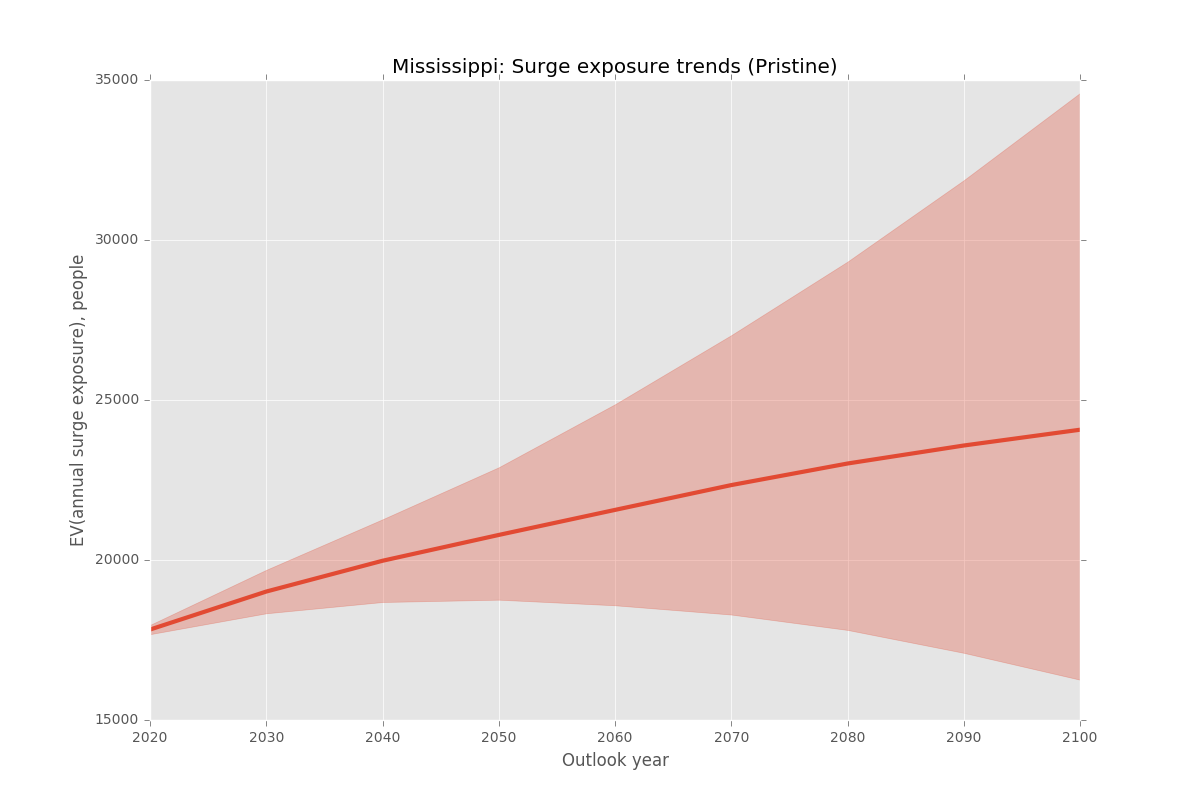 Mississippi: Surge exposure trends (Pristine)
35000
30000
25000
20000
15000
EV(annual surge exposure), people
2020 2030 2040 2050 2060 2070 2080 2090 2100
Outlook year